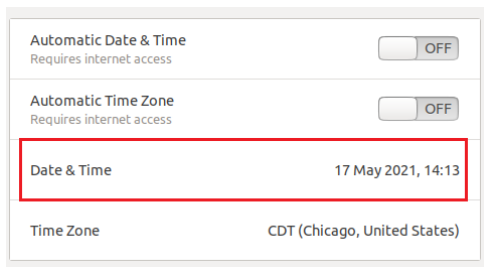 Automatic Date & Time
OFF
Requires internet access
Automatic Time Zone
OFF
Requires internet access
Date & Time 17 May 2021, 14:13
Time Zone CDT (Chicago, United States)